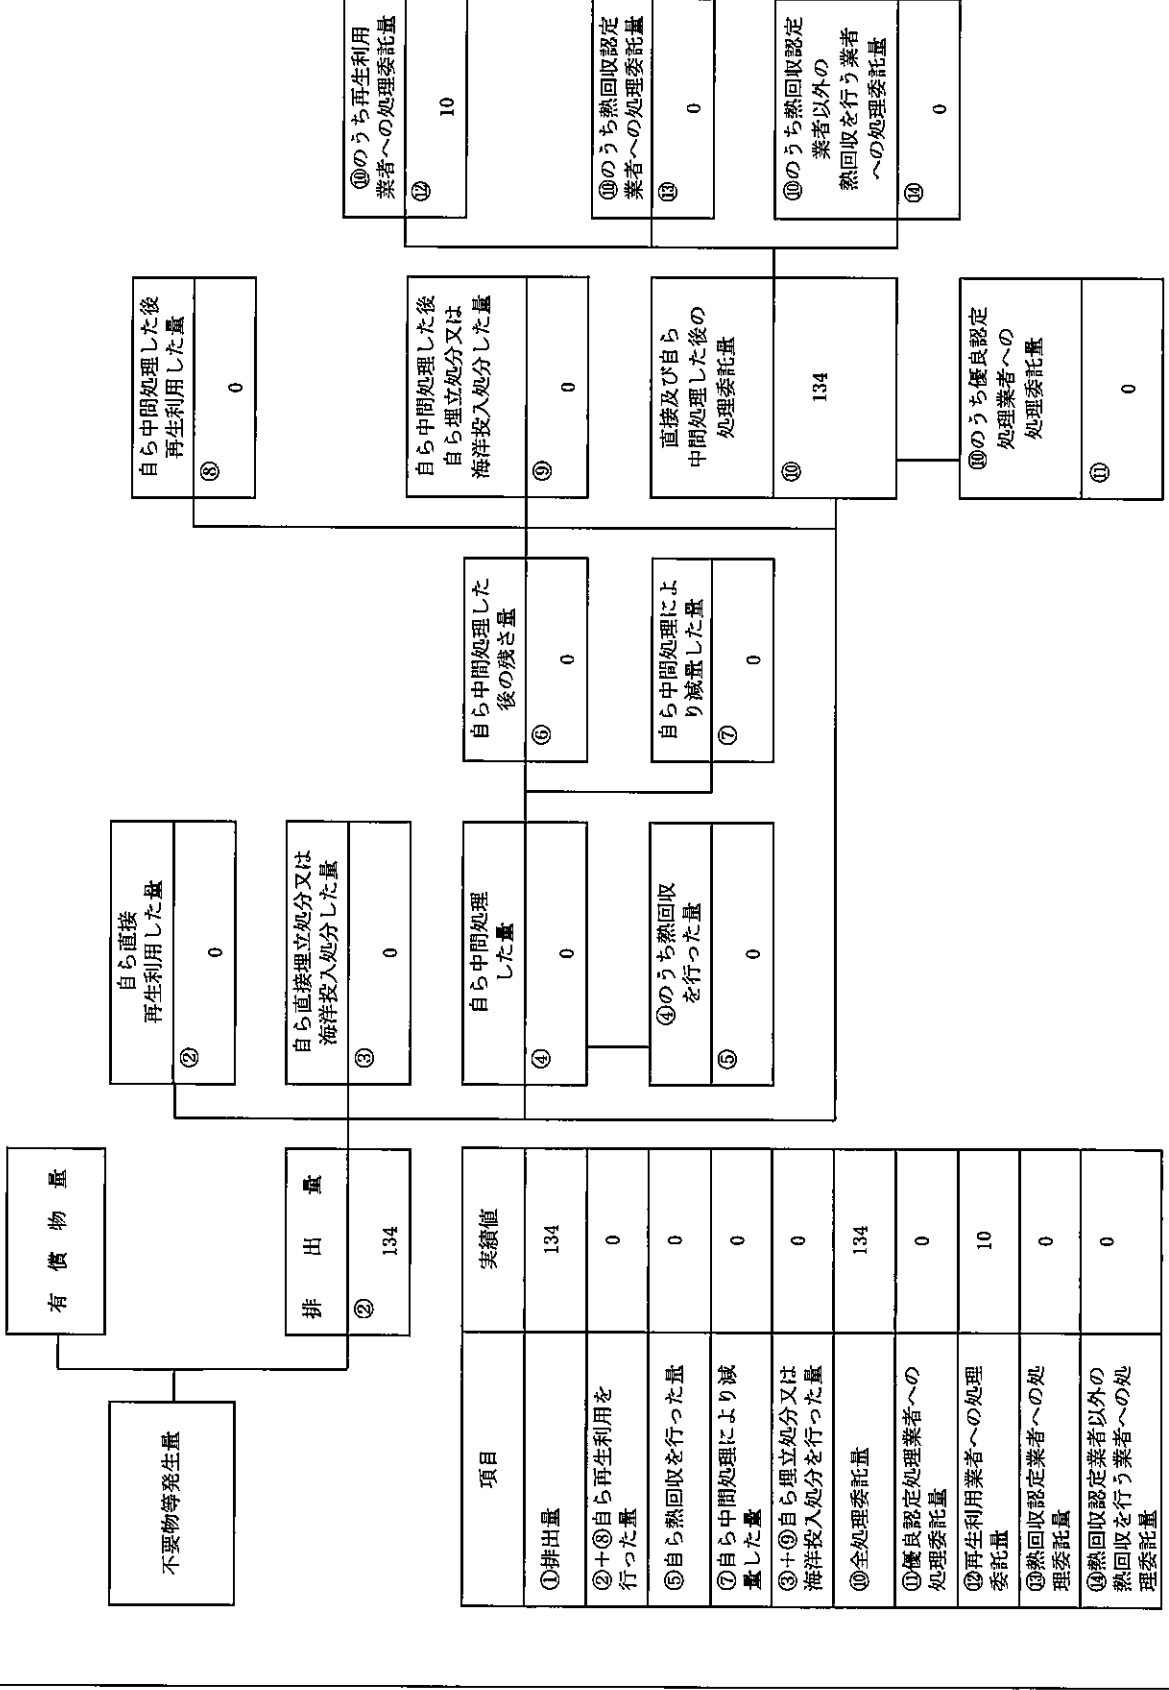 不要物等発生量
有償物量
排出量
②
134
自ら直接
再生利用した量
②
0
自ら直接埋立処分又は
海洋投入処分した量
③
0
自ら中間処理
した量
④
0
④のうち熱回収
を行った量
⑤
0
自ら中間処理した
後の残さ量
⑥
0
自ら中間処理によ
り減量した量
⑦
0
自ら中間処理した後
再生利用した量
⑧
0
自ら中間処理した後
自ら埋立処分又は
海洋投入処分した量
⑨
0
直接及び自ら
中間処理した後の
処理委託量
⑩
134
⑩のうち優良認定
処理業者への
処理委託量
⑪
0
⑩のうち再生利用
業者への処理委託量
⑫
10
⑩のうち熱回収認定
業者への処理委託量
⑬
0
⑩のうち熱回収認定
業者以外の
熱回収を行う業者
への処理委託量
⑭
0
項目
実績値
①排出量
134
②+⑧自ら再生利用を
行った量
0
⑤自ら熱回収を行った量
0
⑦自ら中間処理により減
量した量
0
③+⑨自ら埋立処分又は
海洋投入処分を行った量
0
⑩全処理委託量
134
⑪優良認定処理業者への
処理委託量
0
⑫再生利用業者への処理
委託量
10
⑬熱回収認定業者への処
理委託量
0
⑭熱回収認定業者以外の
熱回収を行う業者への処
理委託量
0